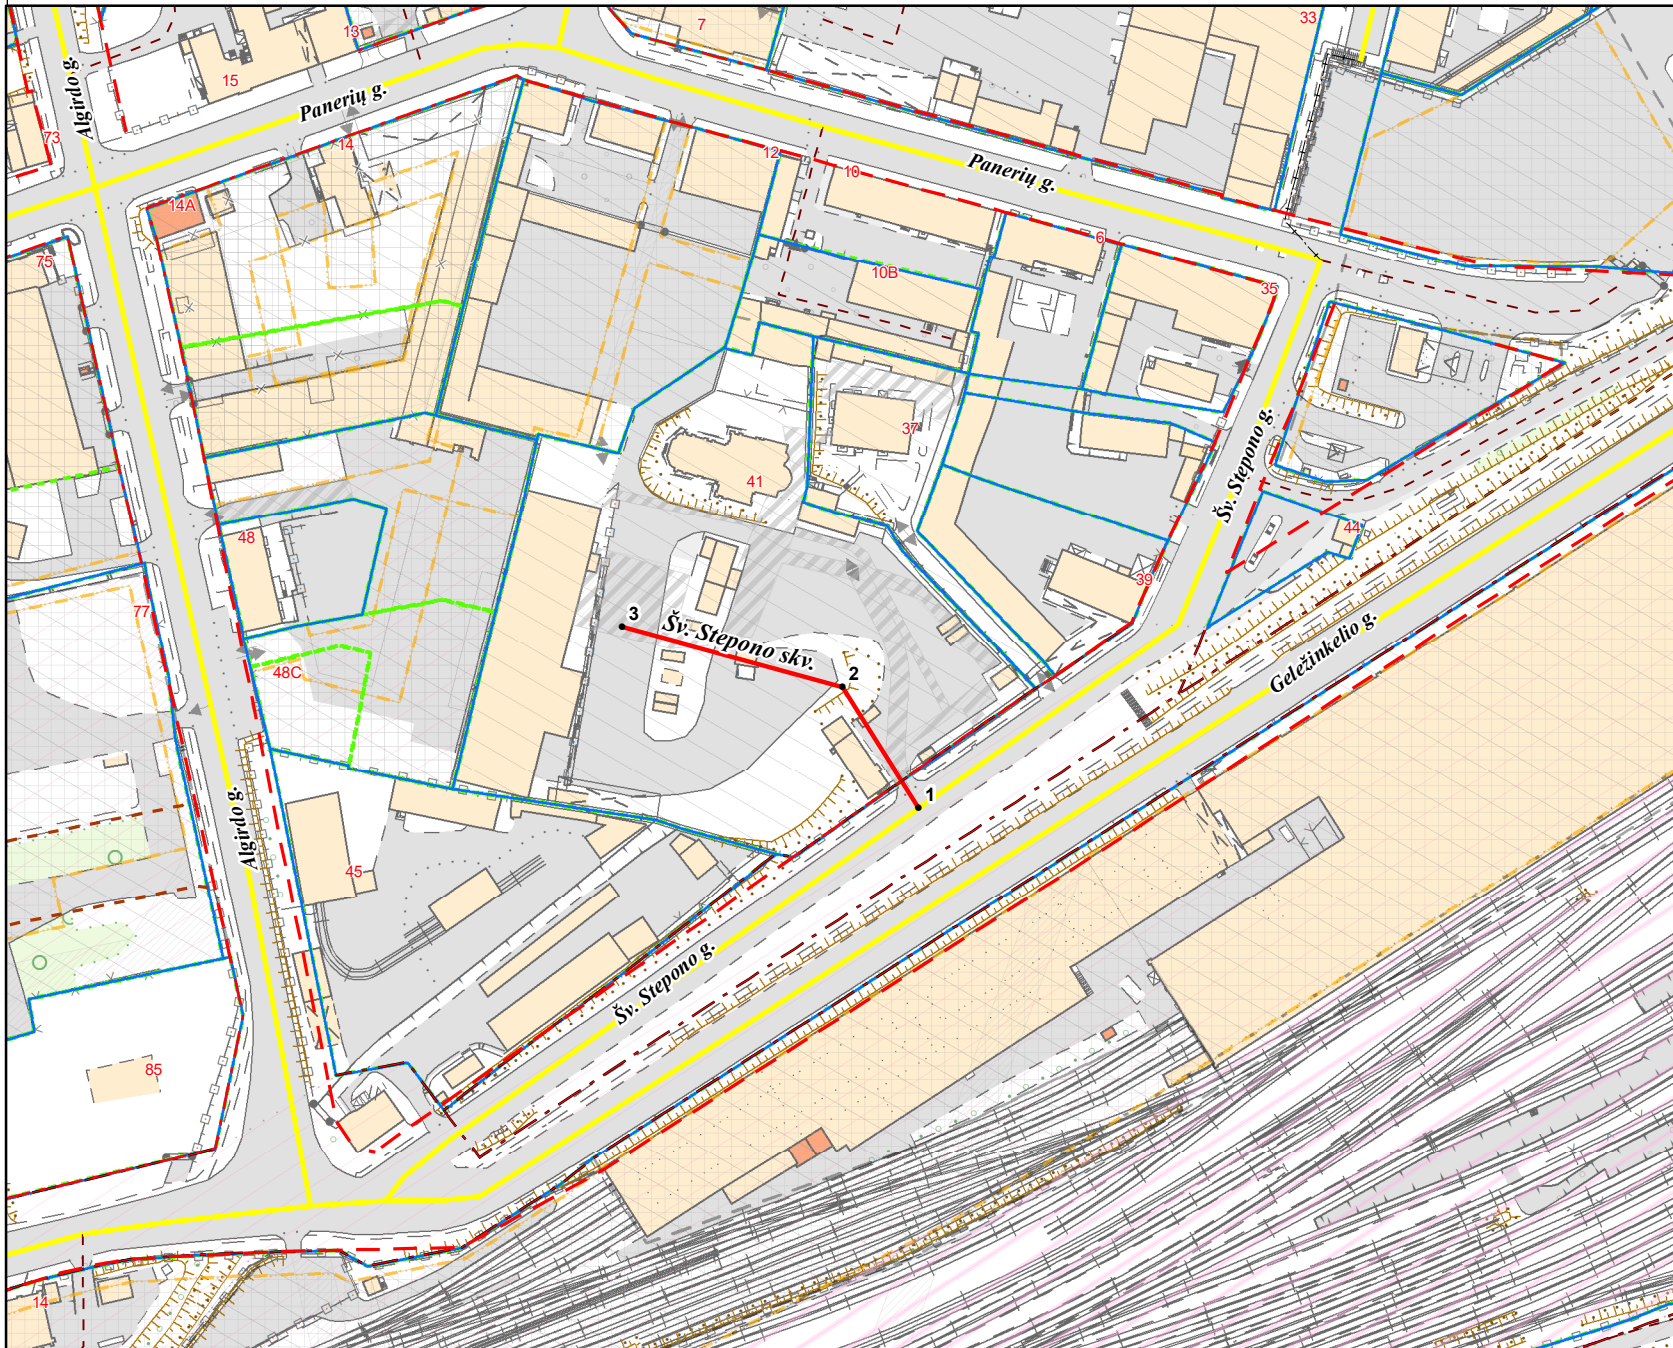 13
7
33
15
Algirdo g.
Panerių g.
73
14
12
10
Panerių g.
14A
6
75
10B
35
37
Šv. Stepono g.
41
44
48
39
77
3
Šv. Stepono skv.
2
48C
Geležinkelio g.
1
Algirdo g.
45
Šv. Stepono g.
85
14